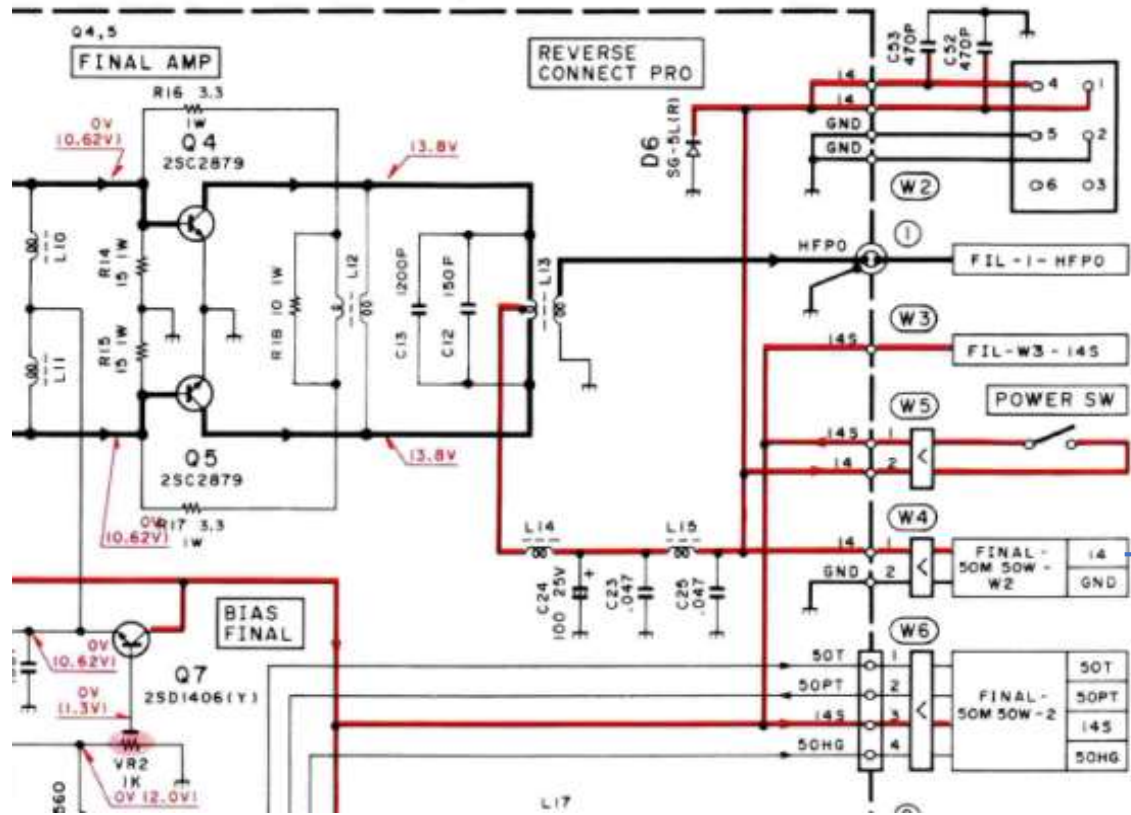 Q4,5
FINAL AMP
REVERSE
CONNECT PRO
R16 3.3
1W
0V
(0.62V)
Q4
2SC2879
13.8V
D6
SG-5L(R)
C53
470P
C52
470P
14
14
GND
GND
4
1
5
2
6
3
W2
1
HFPO
FIL-1-HFPO
L10
R14
15 1W
R15
15 1W
L11
R18 10 1W
L12
C13
1200P
C12
150P
L13
W3
14S
FIL-W3-14S
W5
POWER SW
14S
1
14
2
Q5
2SC2879
13.8V
R17 3.3
1W
0V
(0.62V)
L14
L15
C24
100 25V
+
C23
.047
C25
.047
W4
14
1
GND
2
FINAL-
50M 50W-
W2
14
GND
BIAS
FINAL
0V
(0.62V)
Q7
2SD1406(Y)
0V
(1.3V)
VR2
1K
0V (2.0V)
560
W6
50T
1
50PT
2
14S
3
50HG
4
FINAL-
50M 50W-2
50T
50PT
14S
50HG
L17